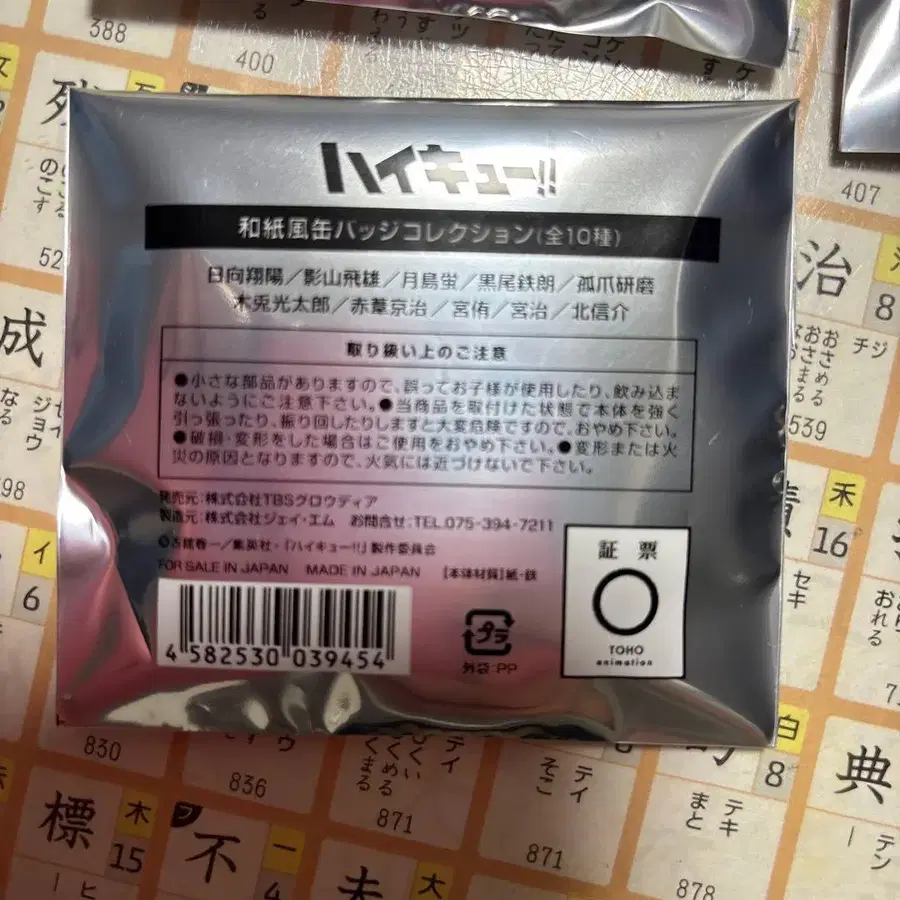 388
400
407
残
のこす
52
成
ジョウ
なる
398
イ
6
治
8
チ
ジ
おさめる
539
禾
16
セキ
ハイキュー!!
和紙風缶バッジコレクション(全10種)
日向翔陽／影山飛雄／月島蛍／黒尾鉄朗／孤爪研磨
木兎光太郎／赤葦京治／宮侑／宮治／北信介
取り扱い上のご注意
●小さな部品がありますので、誤ってお子様が使用したり、飲み込ま
ないようにご注意下さい。●当商品を取付けた状態で本体を強く
引っ張ったり、振り回したりしますと大変危険ですので、おやめ下さい。
●破損・変形をした場合はご使用をおやめ下さい。●変形または火
災の原因となりますので、火気には近づけないで下さい。
発売元：株式会社TBSグロウディア
製造元：株式会社ジェイ・エム　お問合せ：TEL.075-394-7211
©古舘春一／集英社・「ハイキュー!!」製作委員会
FOR SALE IN JAPAN　MADE IN JAPAN　【本体材質】紙・鉄
4 582530 039454
プラ
外袋：PP
証票
TOHO
animation
830
836
くめる
871
テイ
そこ
871
テキ
まと
878
白
8
典
テン
標
木
15
ヒ
フ
不
一
4
大